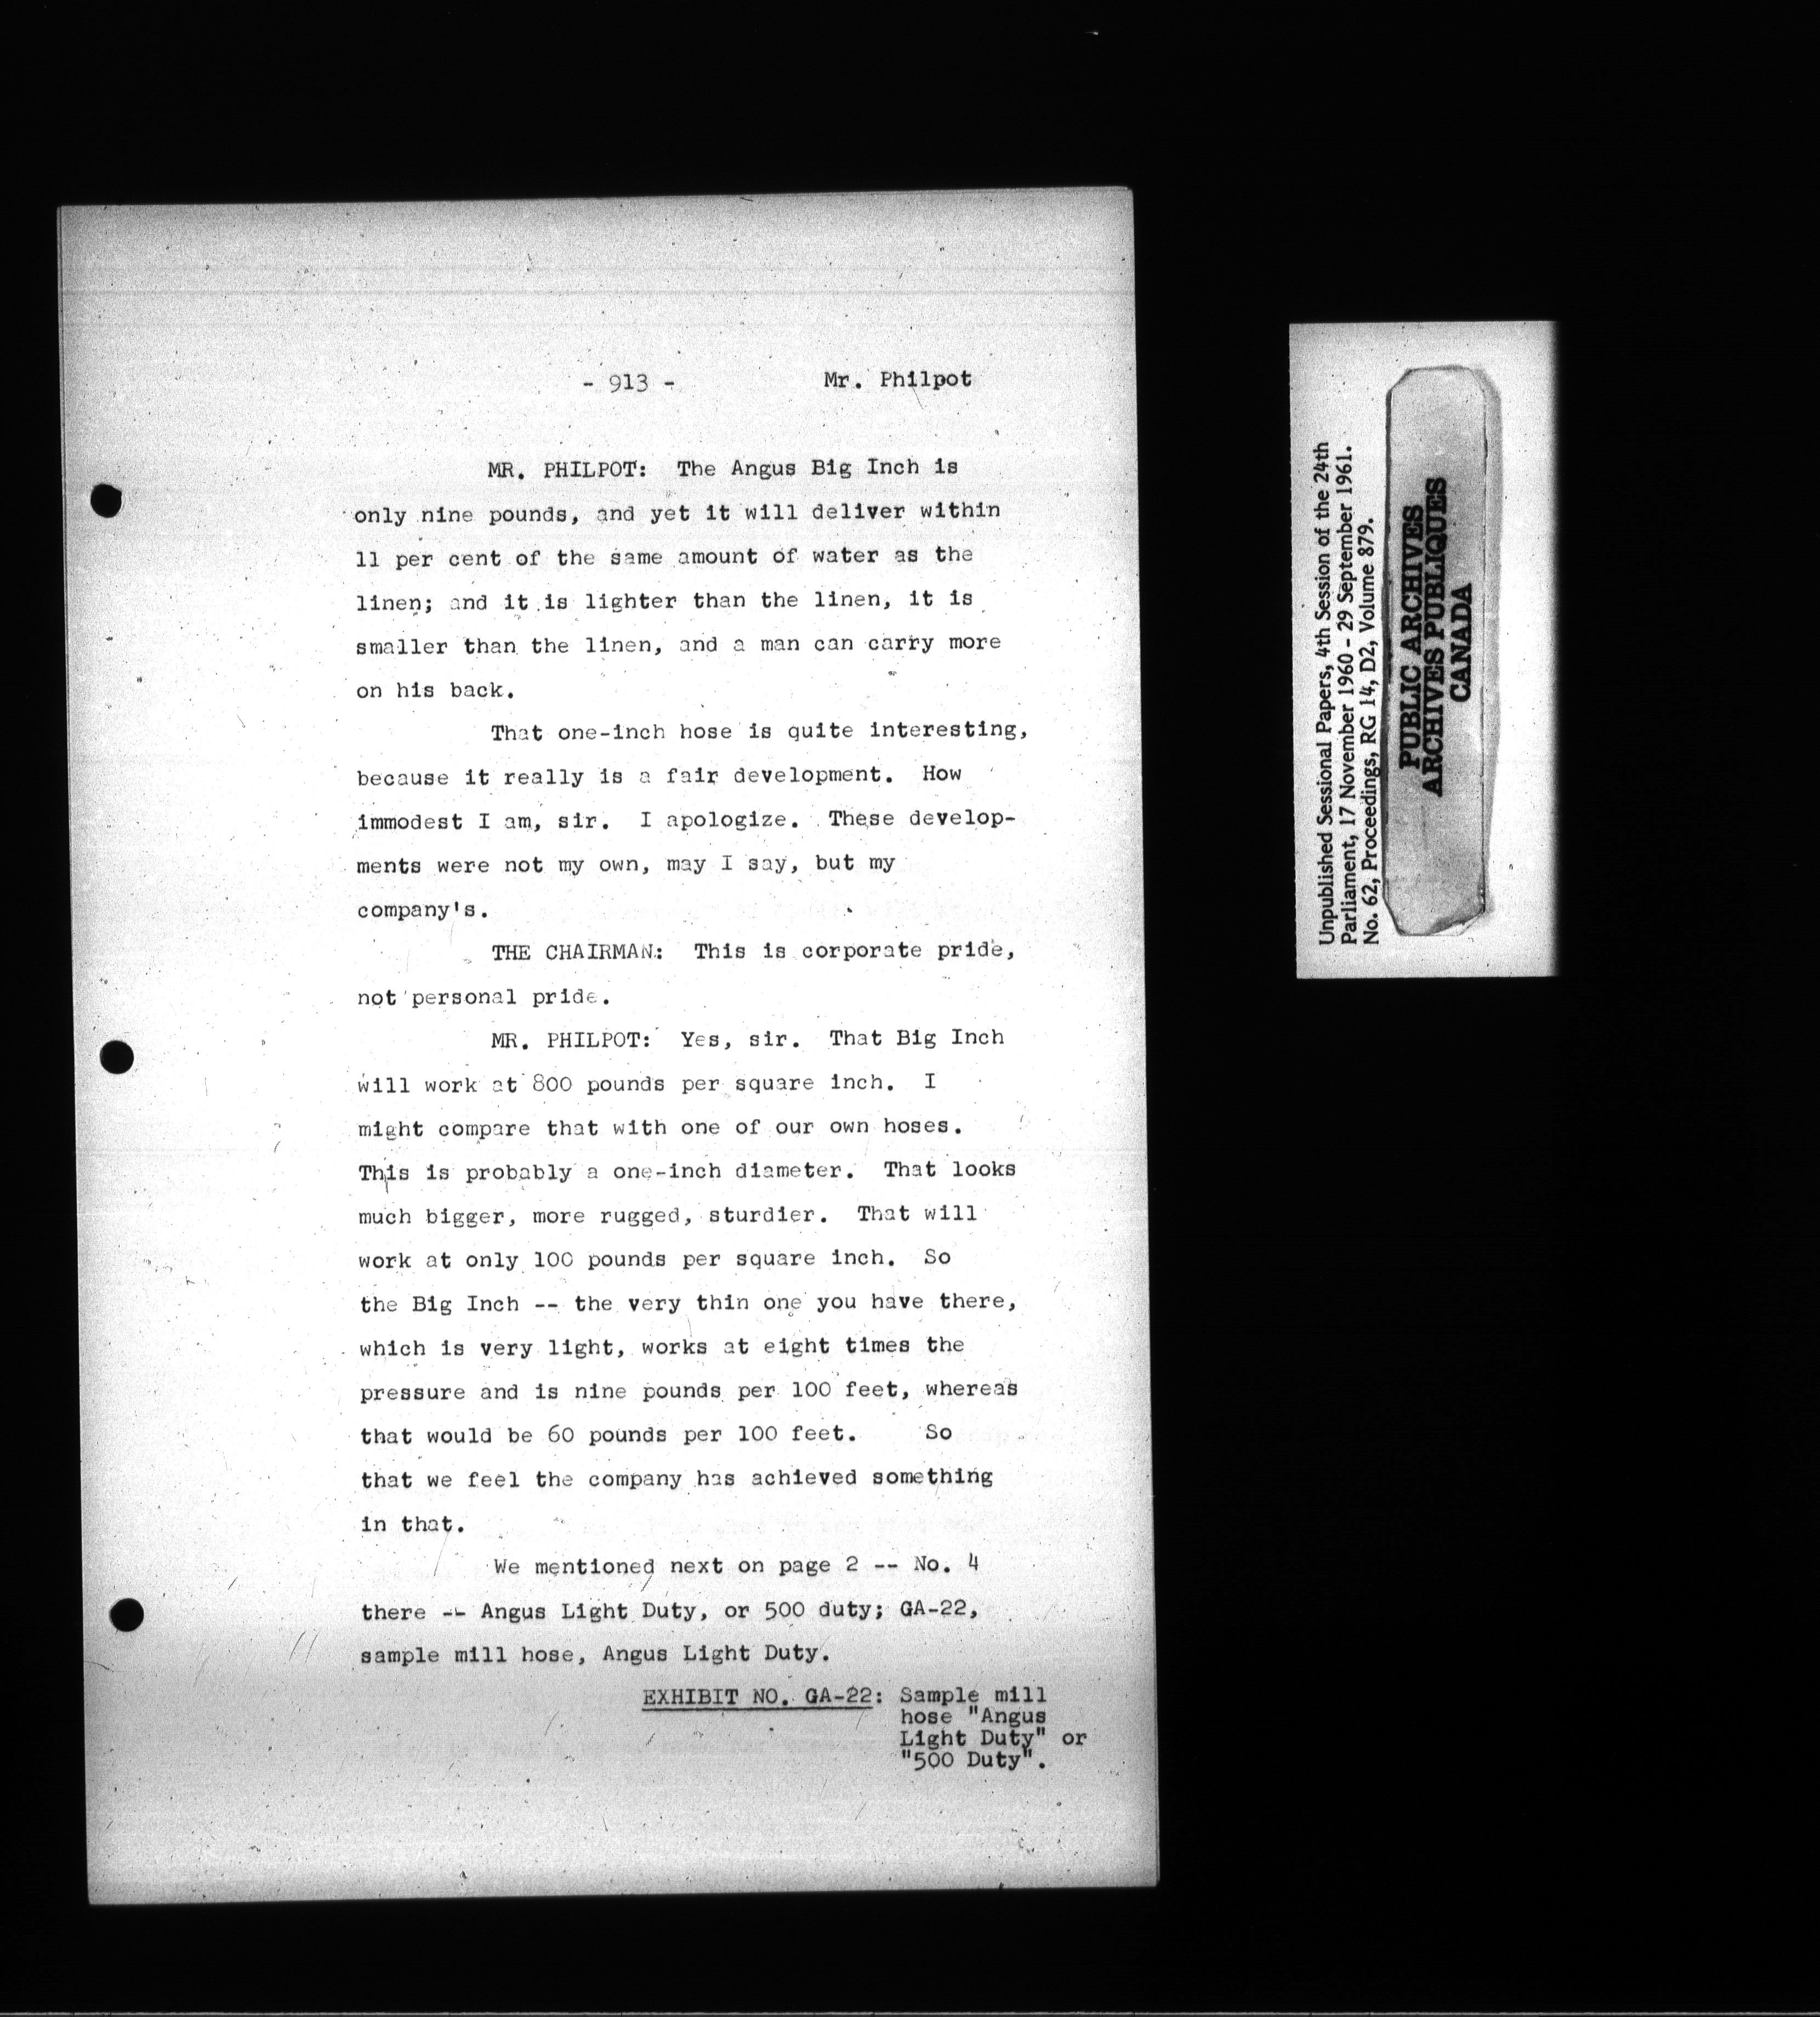 - 913 - Mr. Philpot
MR. PHILPOT: The Angus Big Inch is
only nine pounds, and yet it will deliver within
11 per cent of the same amount of water as the
linen; and it is lighter than the linen, it is
smaller than the linen, and a man can carry more
on his back.
That one-inch hose is quite interesting,
because it really is a fair development. How
immodest I am, sir. I apologize. These develop-
ments were not my own, may I say, but my
company's.
THE CHAIRMAN: This is corporate pride,
not personal pride.
MR. PHILPOT: Yes, sir. That Big Inch
will work at 800 pounds per square inch. I
might compare that with one of our own hoses.
This is probably a one-inch diameter. That looks
much bigger, more rugged, sturdier. That will
work at only 100 pounds per square inch. So
the Big Inch -- the very thin one you have there,
which is very light, works at eight times the
pressure and is nine pounds per 100 feet, whereas
that would be 60 pounds per 100 feet. So
that we feel the company has achieved something
in that.
We mentioned next on page 2 -- No. 4
there -- Angus Light Duty, or 500 duty; GA-22,
sample mill hose, Angus Light Duty.
EXHIBIT NO. GA-22: Sample mill
hose "Angus
Light Duty" or
"500 Duty".
Unpublished Sessional Papers, 4th Session of the 24th
Parliament, 17 November 1960 - 29 September 1961.
No. 62, Proceedings, RG 14, D2, Volume 879.
PUBLIC ARCHIVES
ARCHIVES PUBLIQUES
CANADA